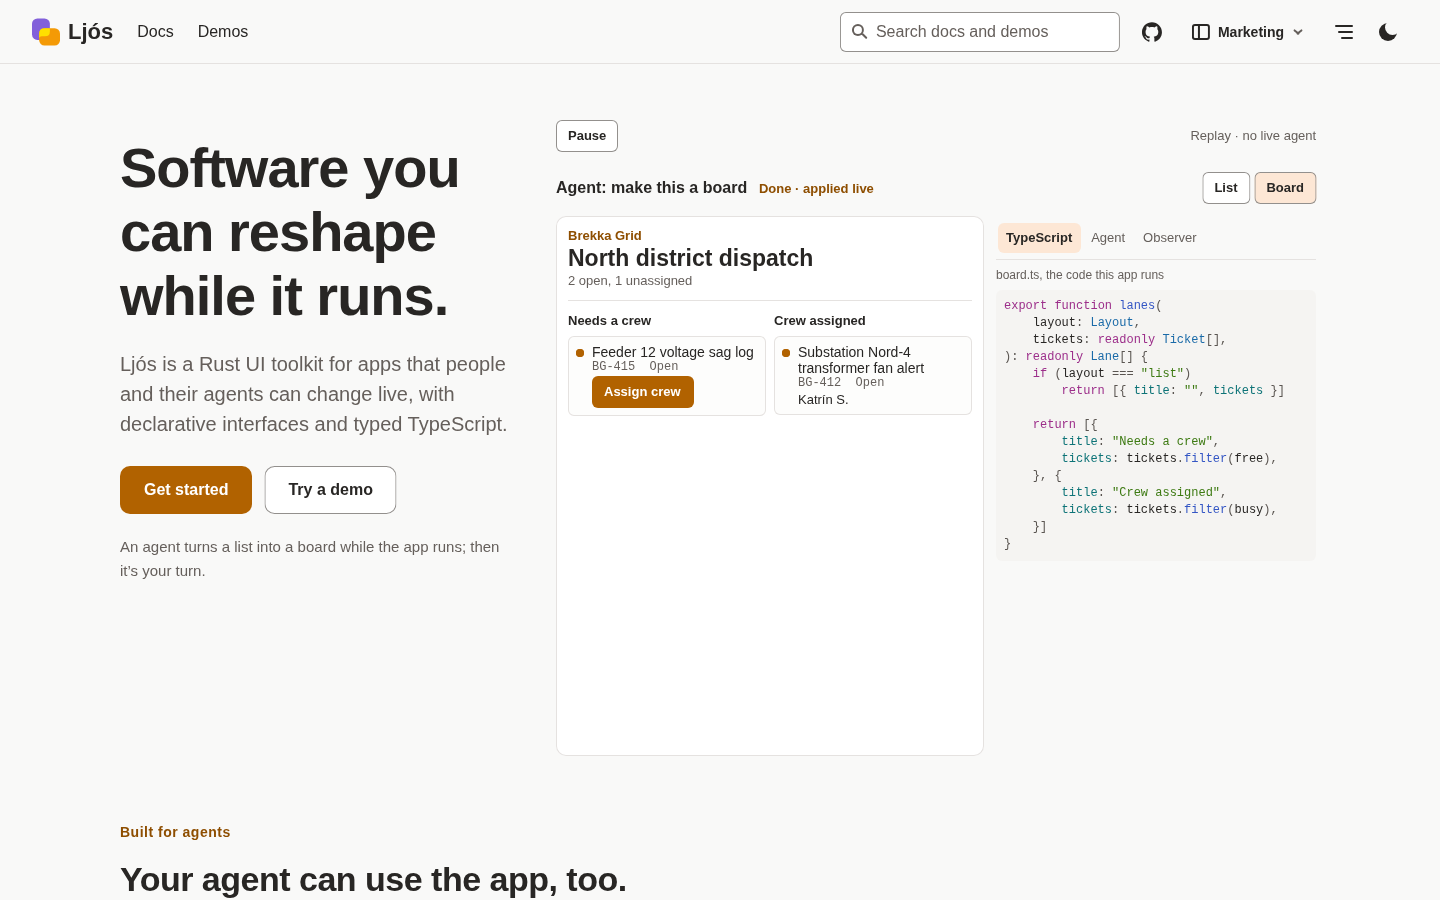 Ljós
Docs
Demos
Search docs and demos
Marketing
Software you
can reshape
while it runs.
Ljós is a Rust UI toolkit for apps that people
and their agents can change live, with
declarative interfaces and typed TypeScript.
Get started
Try a demo
An agent turns a list into a board while the app runs; then
it’s your turn.
Pause
Replay · no live agent
Agent: make this a board
Done · applied live
List
Board
Brekka Grid
North district dispatch
2 open, 1 unassigned
Needs a crew
Feeder 12 voltage sag log
BG-415 Open
Assign crew
Crew assigned
Substation Nord-4
transformer fan alert
BG-412 Open
Katrín S.
TypeScript
Agent
Observer
board.ts, the code this app runs
export function lanes(
    layout: Layout,
    tickets: readonly Ticket[],
): readonly Lane[] {
    if (layout === "list")
        return [{ title: "", tickets }]
    return [{
        title: "Needs a crew",
        tickets: tickets.filter(free),
    }, {
        title: "Crew assigned",
        tickets: tickets.filter(busy),
    }]
}
Built for agents
Your agent can use the app, too.